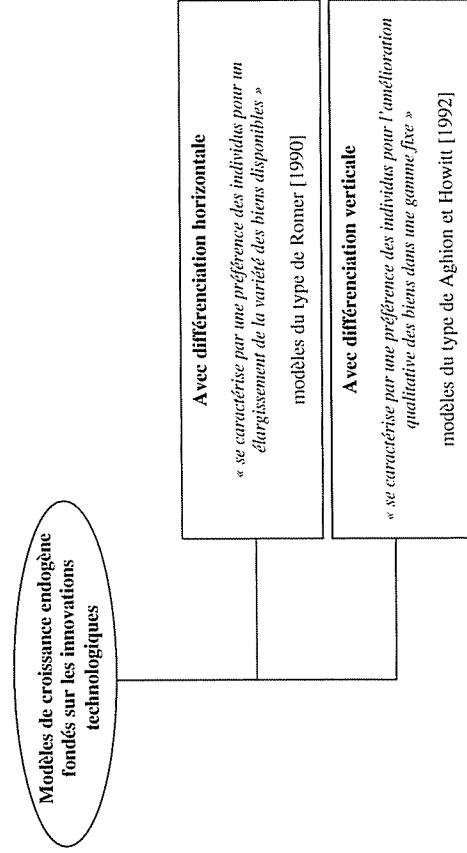 Modèles de croissance endogène
fondés sur les innovations
technologiques
Avec différenciation horizontale
« se caractérise par une préférence des individus pour un
élargissement de la variété des biens disponibles »
modèles du type de Romer [1990]
Avec différenciation verticale
« se caractérise par une préférence des individus pour l'amélioration
qualitative des biens dans une gamme fixe »
modèles du type de Aghion et Howitt [1992]